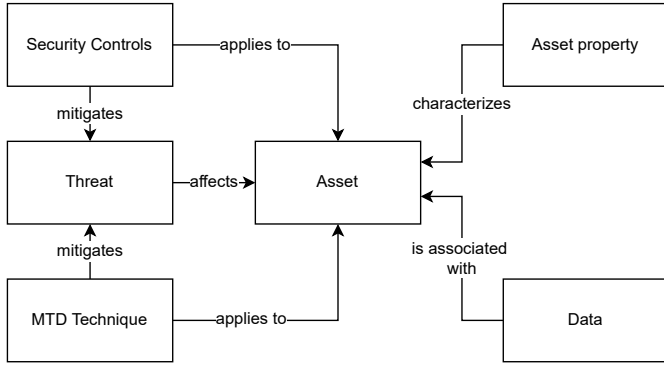 Security Controls
applies to
Asset property
mitigates
characterizes
Threat
affects
Asset
mitigates
is associated
with
MTD Technique
applies to
Data